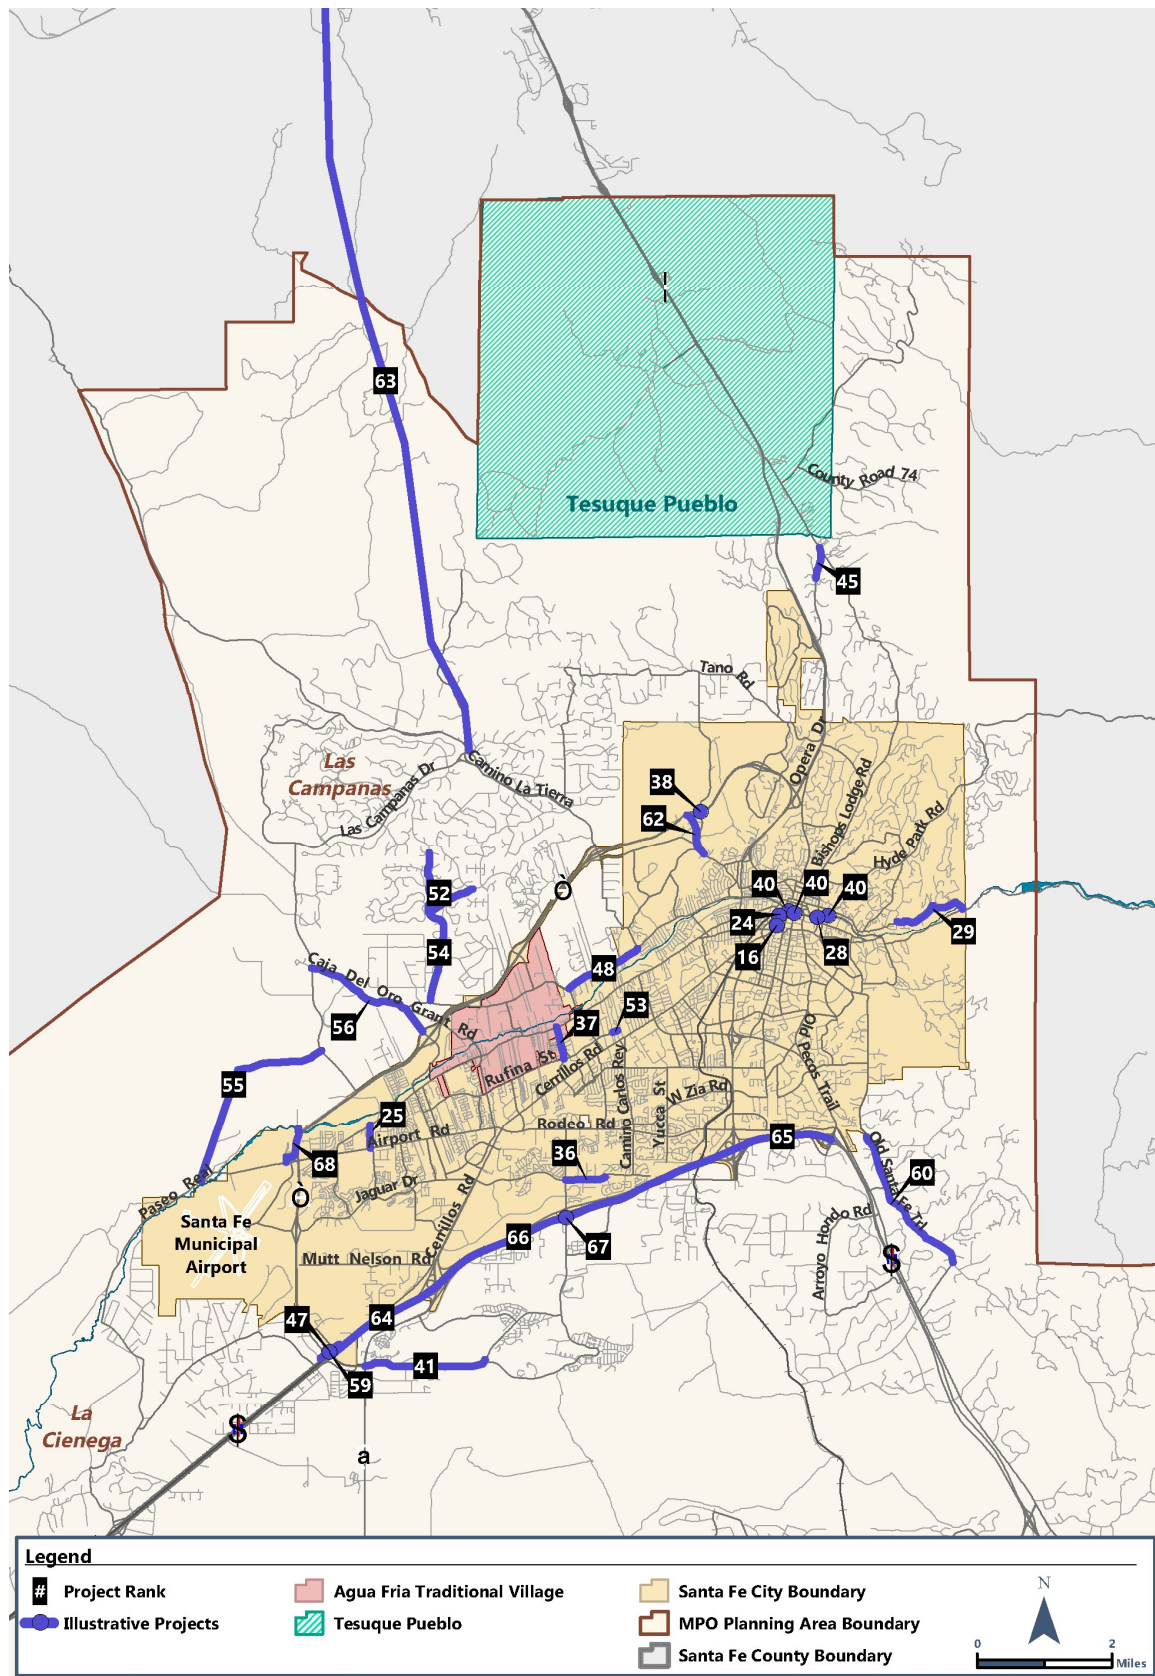 63
County Road 74
Tesuque Pueblo
45
Tano Rd
Opera Dr
Las
Campanas
Las Campanas Dr
Camino La Tierra
38
62
Bishops Lodge Rd
Hyde Park Rd
40
40
40
52
24
29
16
28
54
48
Caja Del Oro Grant Rd
56
53
37
Rufina St
Cerrillos Rd
Camino Carlos Rey
Yucca St
W Zia Rd
Old Pecos Trail
55
25
Airport Rd
Rodeo Rd
65
68
36
Paseo Real
Jaguar Dr
Old Santa Fe Trl
60
Santa Fe
Municipal
Airport
Cerrillos Rd
66
67
Arroyo Hondo Rd
Mutt Nelson Rd
47
64
41
59
La
Cienega
a
Legend
# Project Rank
Illustrative Projects
Agua Fria Traditional Village
Tesuque Pueblo
Santa Fe City Boundary
MPO Planning Area Boundary
Santa Fe County Boundary
N
0 2
Miles